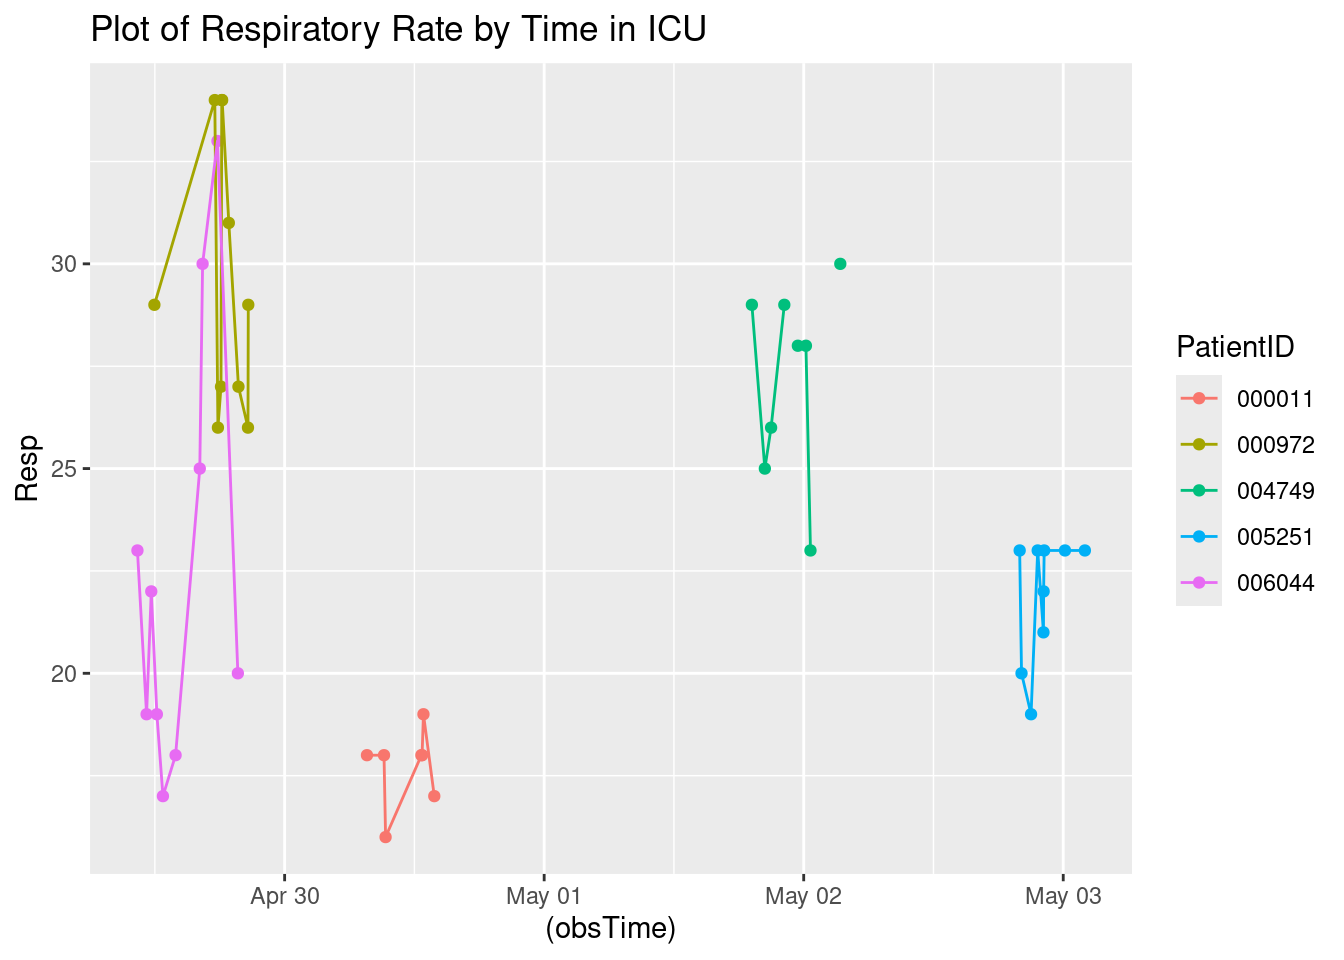 Plot of Respiratory Rate by Time in ICU
Resp
30
25
20
Apr 30
May 01
May 02
May 03
(obsTime)
PatientID
000011
000972
004749
005251
006044